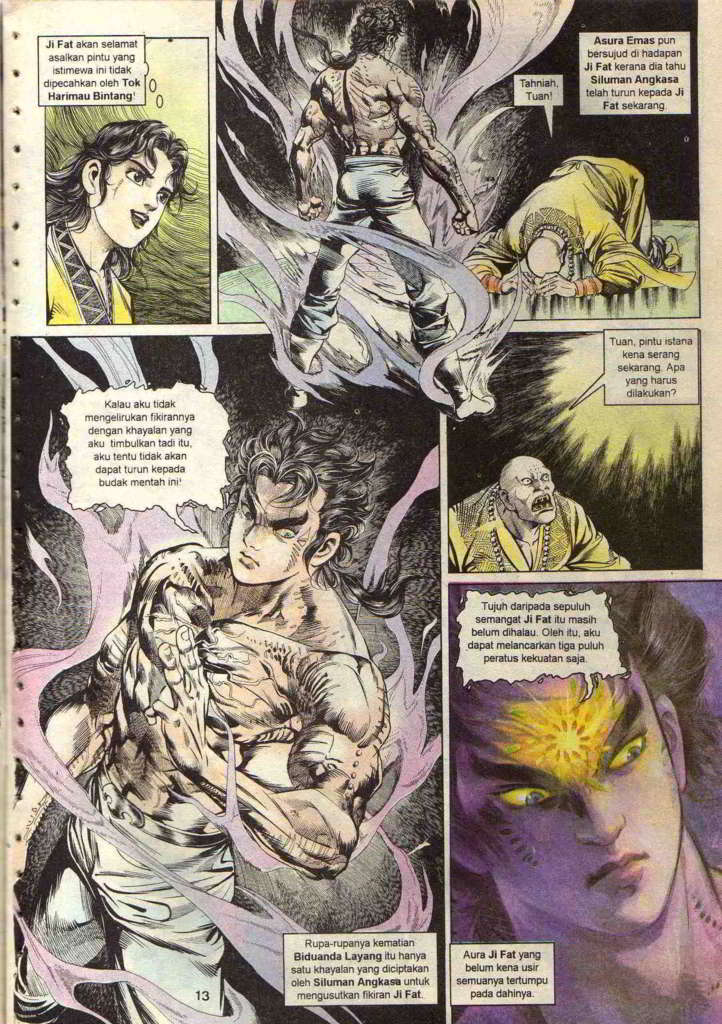 Ji Fat akan selamat
asalkan pintu yang
istimewa ini tidak
dipecahkan oleh Tok
Harimau Bintang!
Tahniah,
Tuan!
Asura Emas pun
bersujud di hadapan
Ji Fat kerana dia tahu
Siluman Angkasa
telah turun kepada Ji
Fat sekarang.
Kalau aku tidak
mengelirukan fikirannya
dengan khayalan yang
aku timbulkan tadi itu,
aku tentu tidak akan
dapat turun kepada
budak mentah ini!
Tuan, pintu istana
kena serang
sekarang. Apa
yang harus
dilakukan?
Tujuh daripada sepuluh
semangat Ji Fat itu masih
belum dihalau. Oleh itu, aku
dapat melancarkan tiga puluh
peratus kekuatan saja.
Rupa-rupanya kematian
Biduanda Layang itu hanya
satu khayalan yang diciptakan
oleh Siluman Angkasa untuk
mengusutkan fikiran Ji Fat.
Aura Ji Fat yang
belum kena usir
semuanya tertumpu
pada dahinya.
13